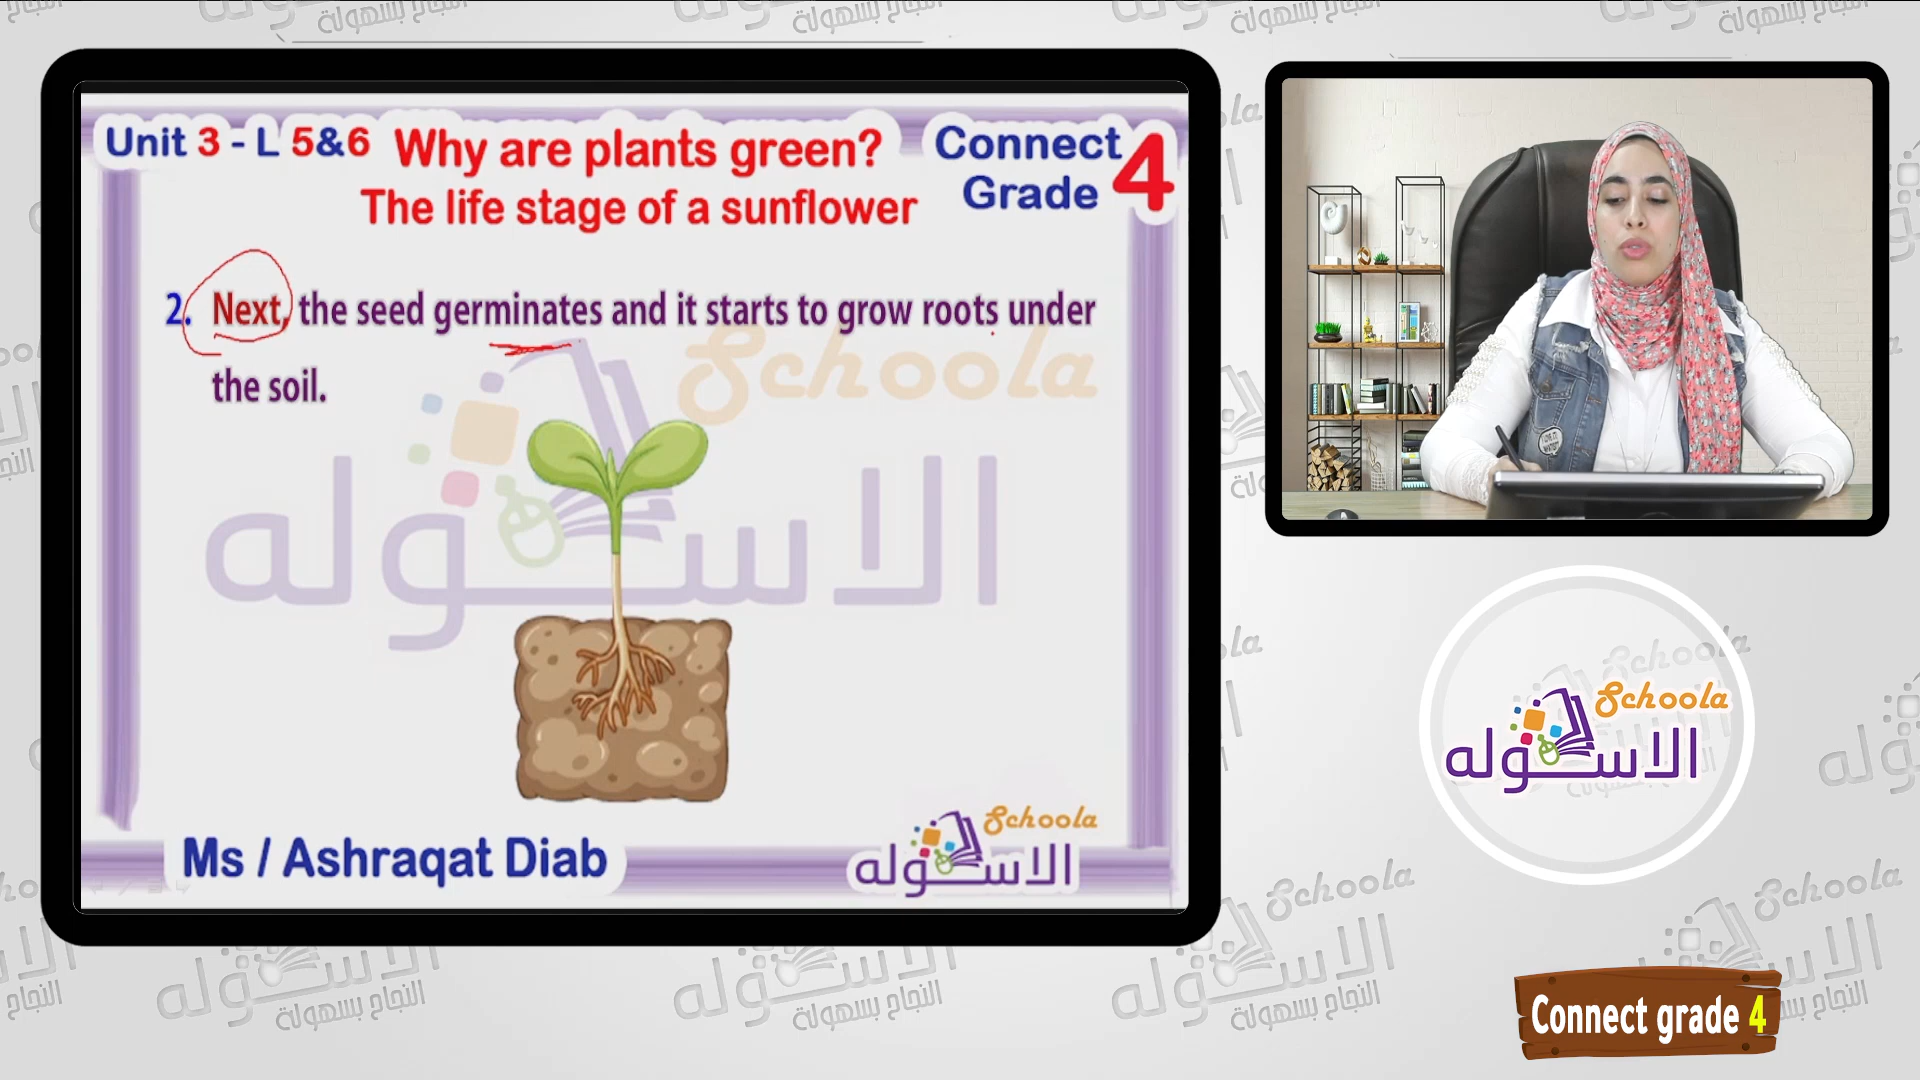 Unit 3 - L 5&6
Why are plants green?
The life stage of a sunflower
Connect
Grade 4
2. Next, the seed germinates and it starts to grow roots under
the soil.
Schoola
الاسكوله
Ms / Ashraqat Diab
Schoola
الاسكوله
Schoola
الاسكوله
النجاح بسهولة
Connect grade 4